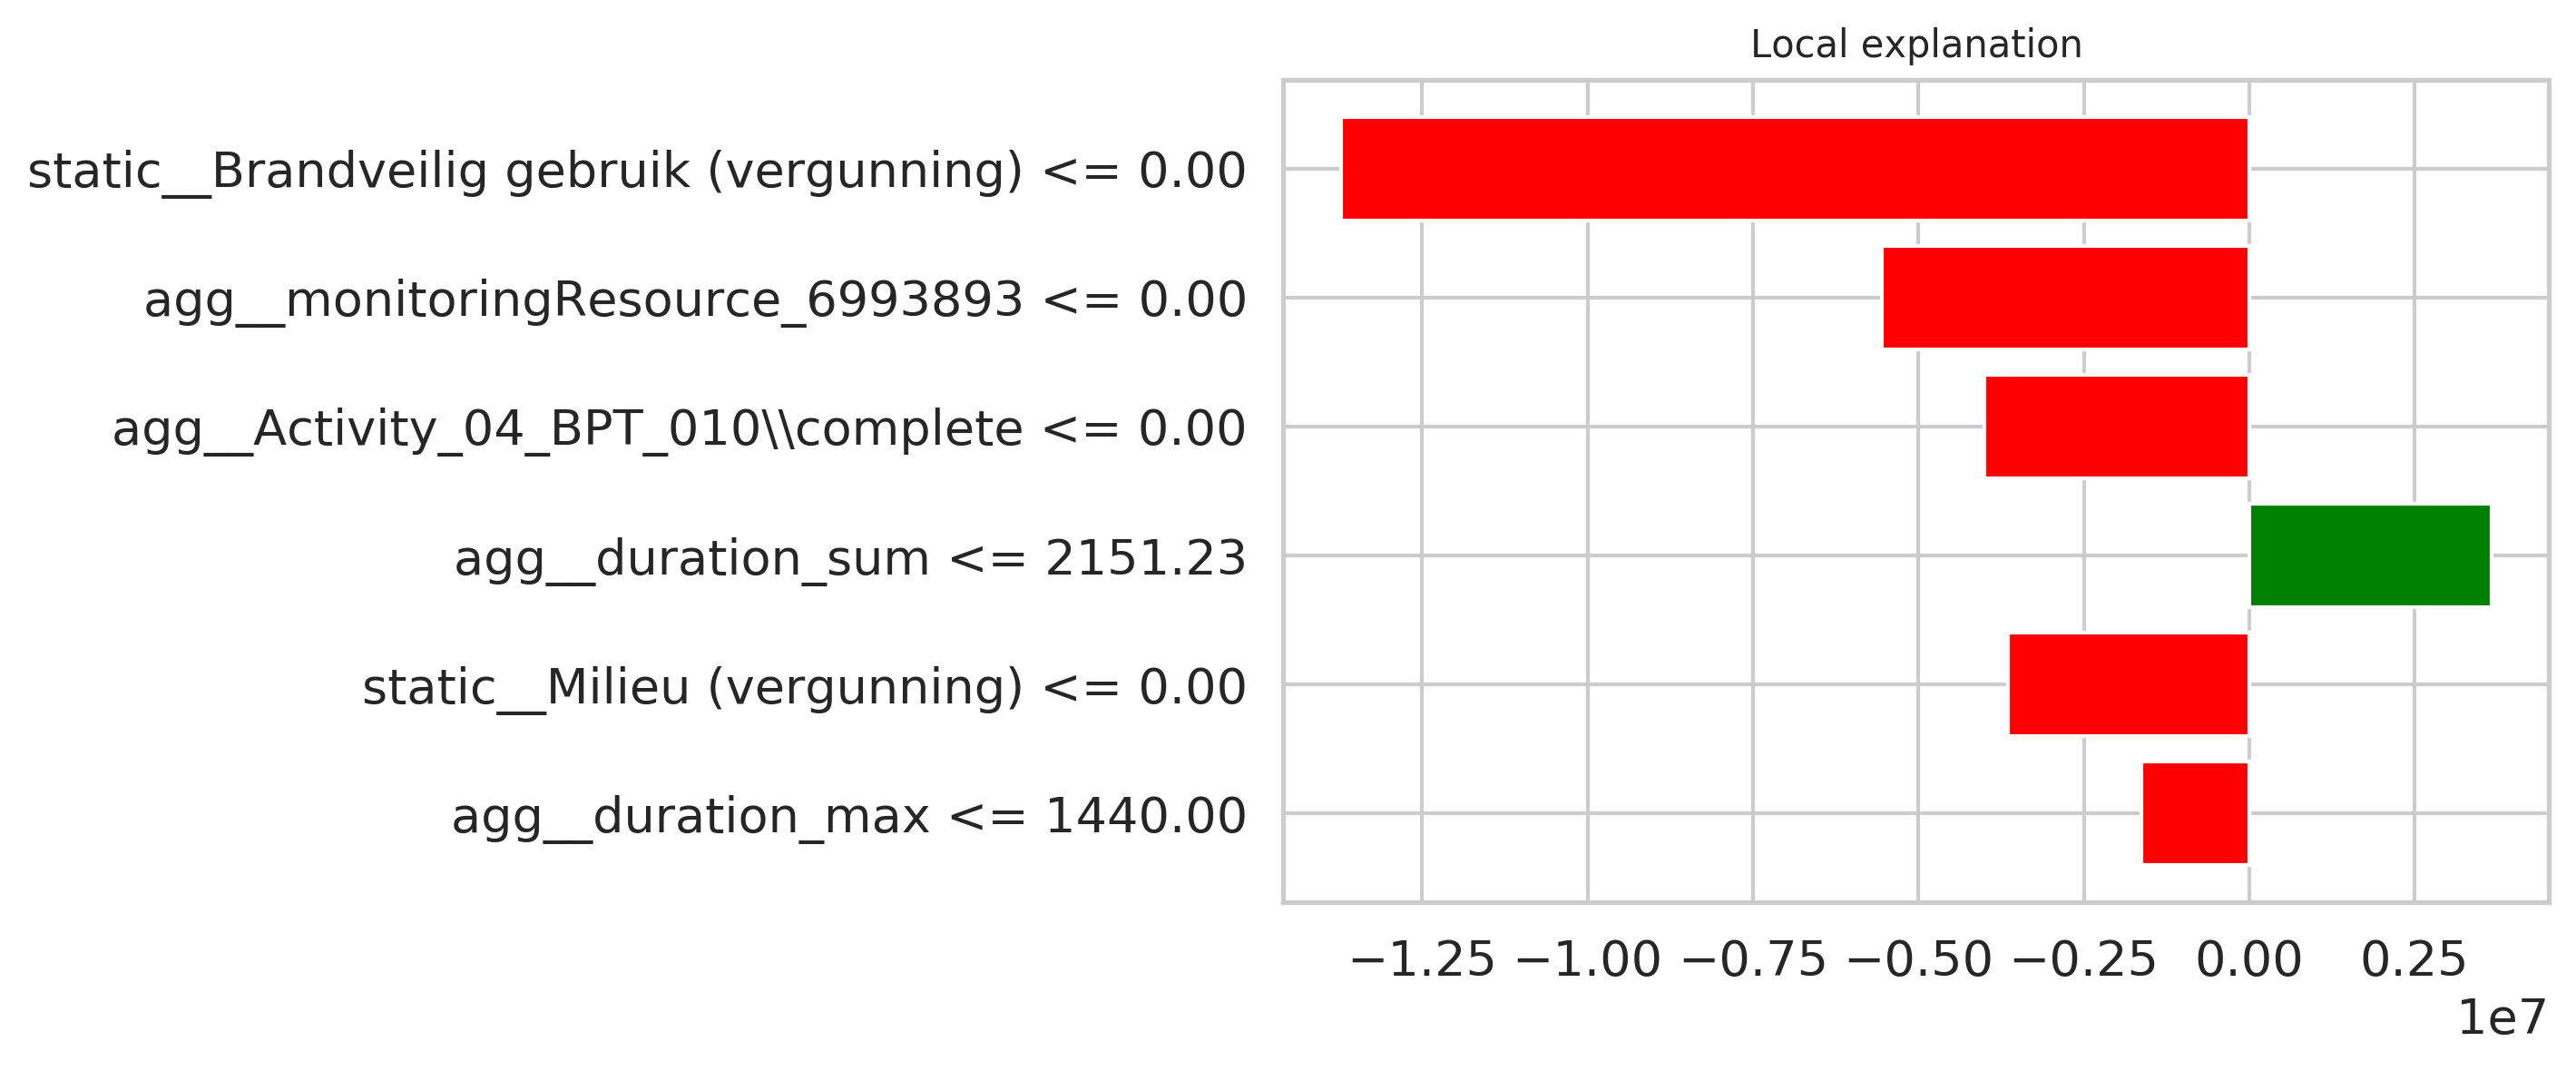 Local explanation
static__Brandveilig gebruik (vergunning) <= 0.00
agg__monitoringResource_6993893 <= 0.00
agg__Activity_04_BPT_010\\complete <= 0.00
agg__duration_sum <= 2151.23
static__Milieu (vergunning) <= 0.00
agg__duration_max <= 1440.00
−1.25 −1.00 −0.75 −0.50 −0.25 0.00 0.25
1e7